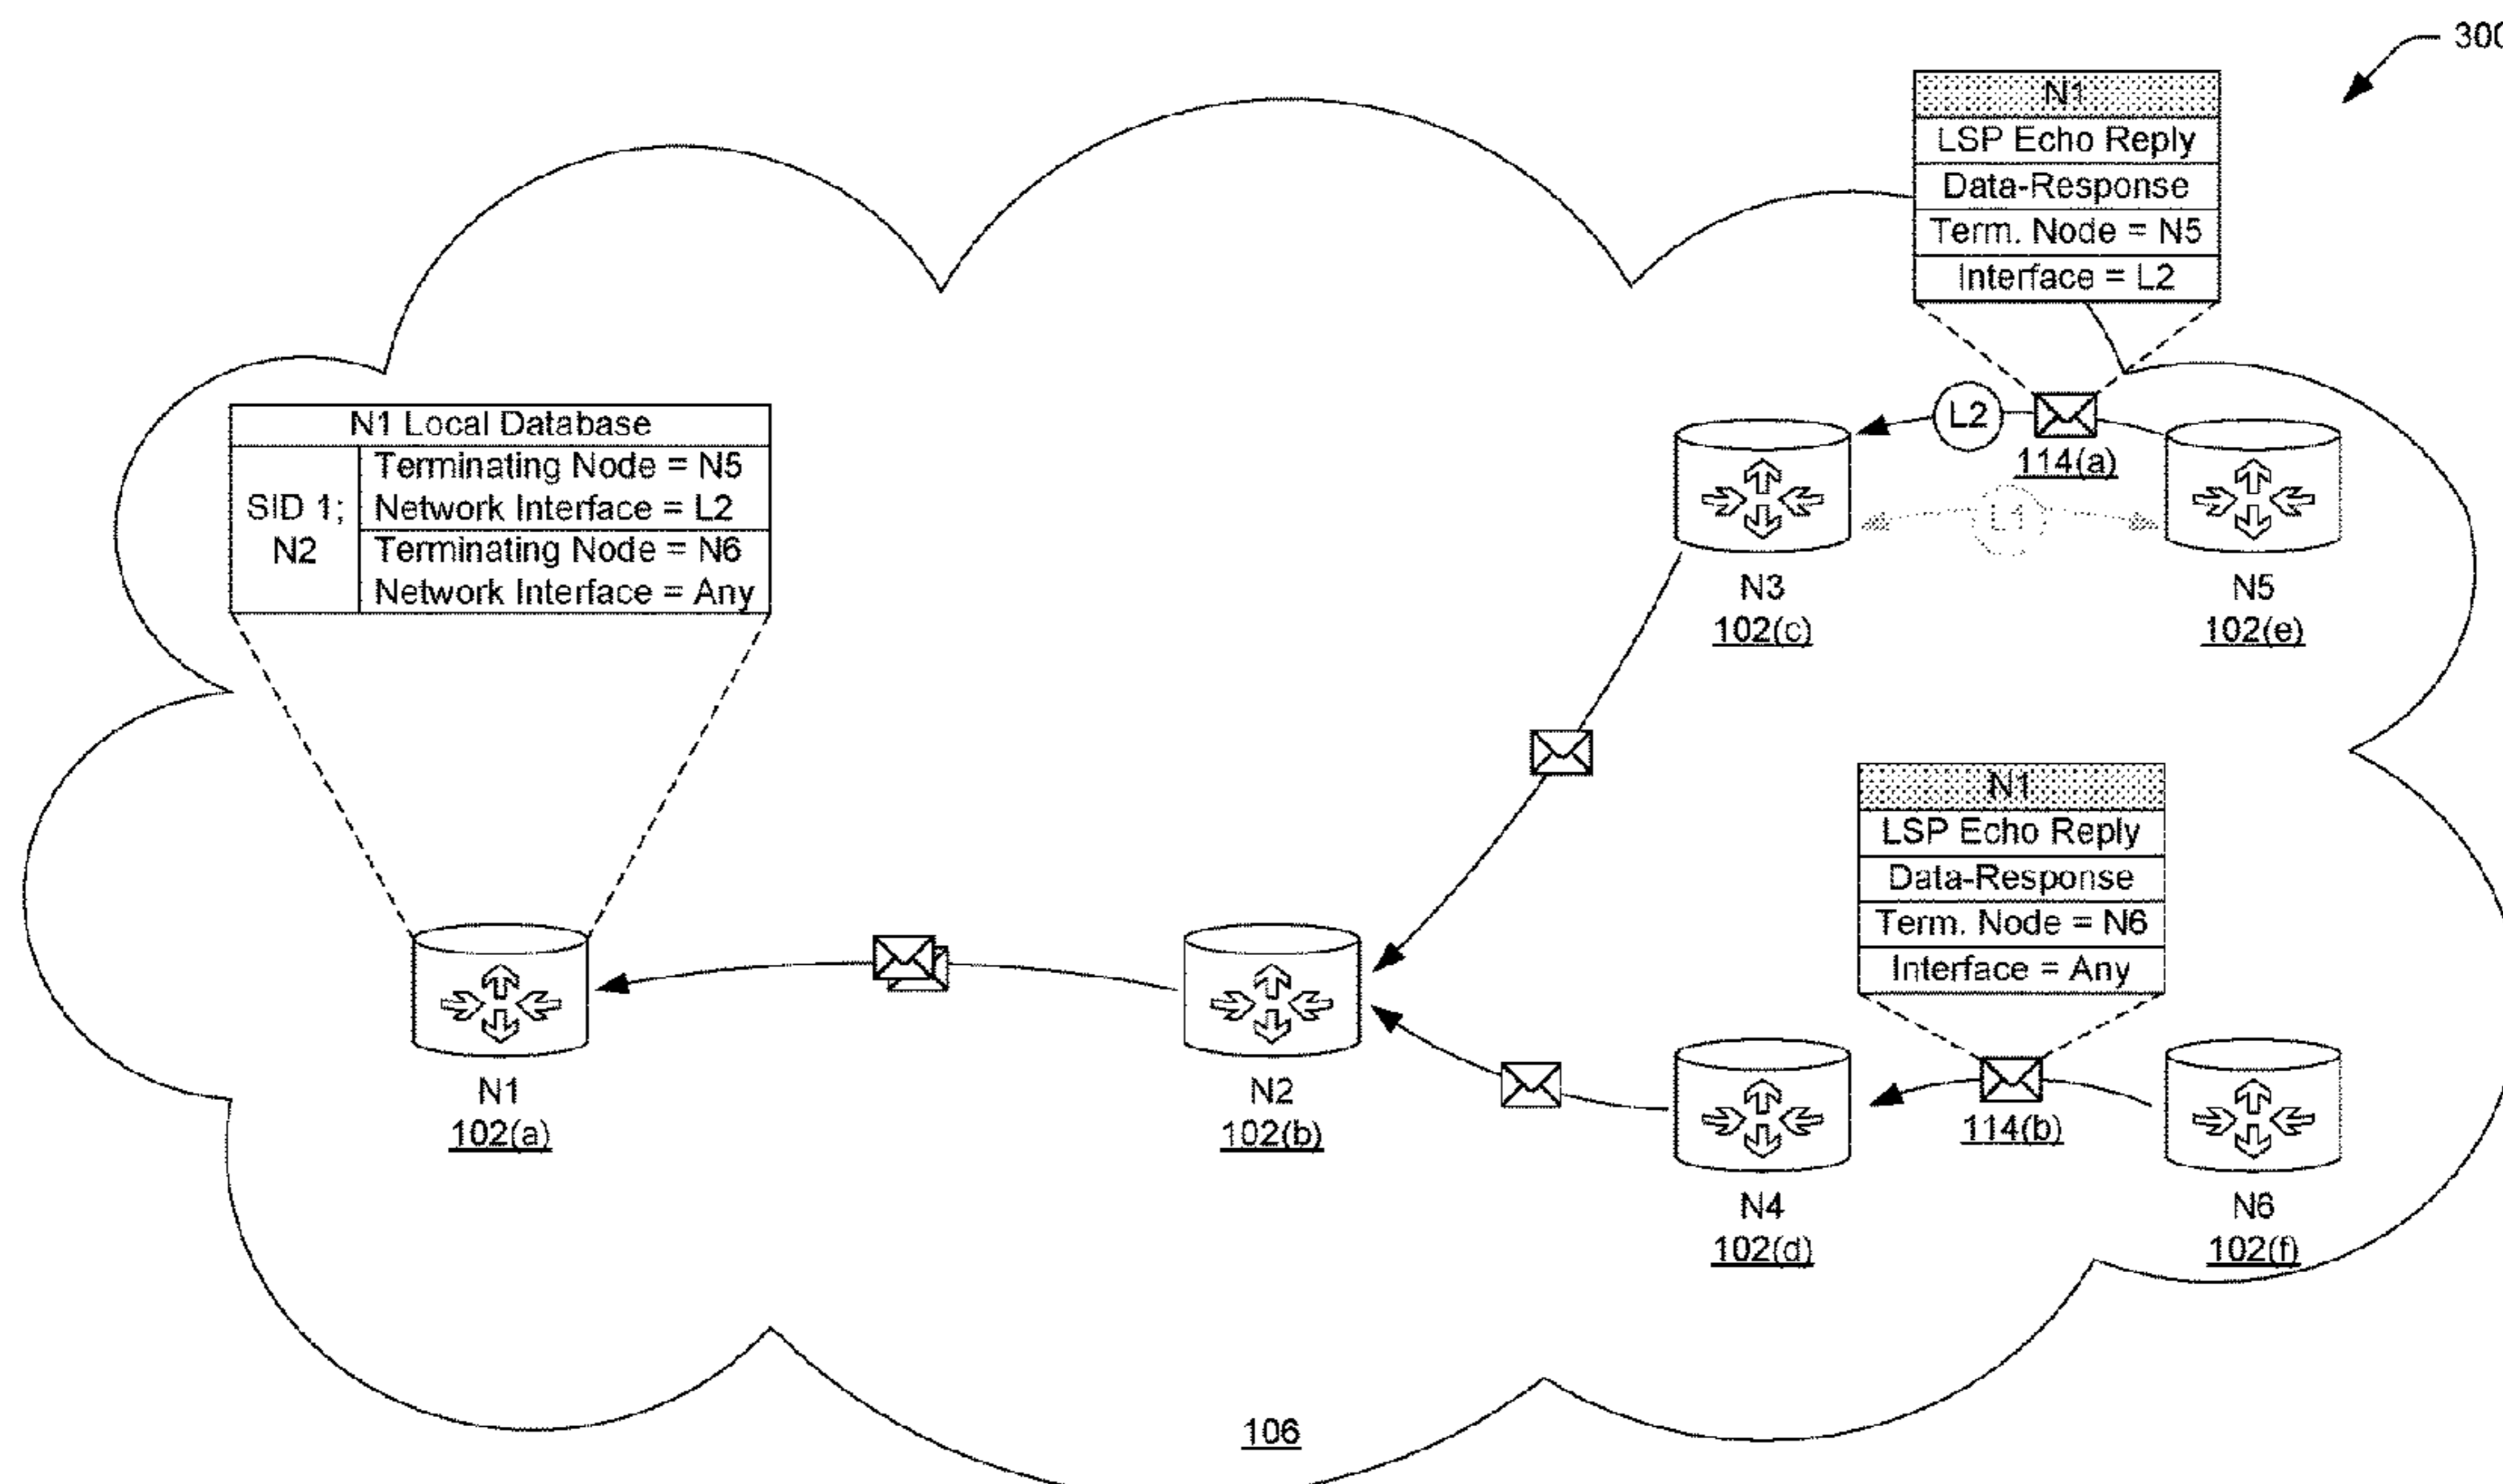 300
N1
LSP Echo Reply
Data-Response
Term. Node = N5
Interface = L2
N1 Local Database
SID 1;
N2
Terminating Node = N5
Network Interface = L2
Terminating Node = N6
Network Interface = Any
L2
114(a)
L1
N3
102(c)
N5
102(e)
N1
LSP Echo Reply
Data-Response
Term. Node = N6
Interface = Any
N1
102(a)
N2
102(b)
114(b)
N4
102(d)
N6
102(f)
106